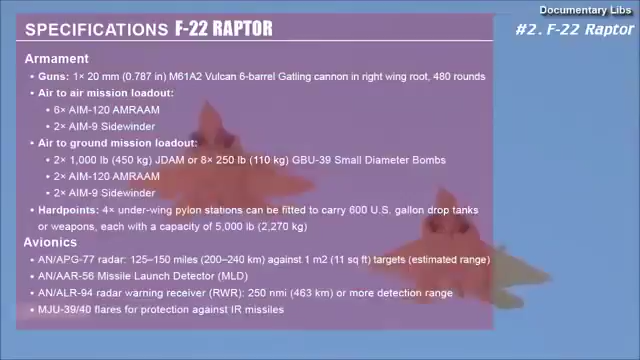 Documentary Libs
#2. F-22 Raptor
SPECIFICATIONS F-22 RAPTOR
Armament
• Guns: 1× 20 mm (0.787 in) M61A2 Vulcan 6-barrel Gatling cannon in right wing root, 480 rounds
• Air to air mission loadout:
• 6× AIM-120 AMRAAM
• 2× AIM-9 Sidewinder
• Air to ground mission loadout:
• 2× 1,000 lb (450 kg) JDAM or 8× 250 lb (110 kg) GBU-39 Small Diameter Bombs
• 2× AIM-120 AMRAAM
• 2× AIM-9 Sidewinder
• Hardpoints: 4× under-wing pylon stations can be fitted to carry 600 U.S. gallon drop tanks
or weapons, each with a capacity of 5,000 lb (2,270 kg)
Avionics
• AN/APG-77 radar: 125–150 miles (200–240 km) against 1 m2 (11 sq ft) targets (estimated range)
• AN/AAR-56 Missile Launch Detector (MLD)
• AN/ALR-94 radar warning receiver (RWR): 250 nmi (463 km) or more detection range
• MJU-39/40 flares for protection against IR missiles